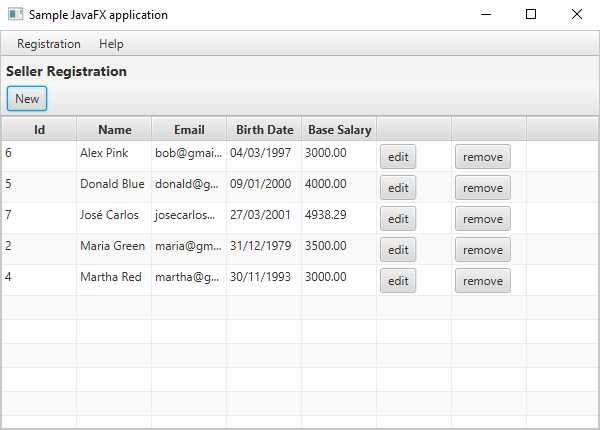 Sample JavaFX application
Registration Help
Seller Registration
New
Id Name Email Birth Date Base Salary
6 Alex Pink bob@gmai... 04/03/1997 3000.00 edit remove
5 Donald Blue donald@g... 09/01/2000 4000.00 edit remove
7 José Carlos josecarlos... 27/03/2001 4938.29 edit remove
2 Maria Green maria@gm... 31/12/1979 3500.00 edit remove
4 Martha Red martha@g... 30/11/1993 3000.00 edit remove